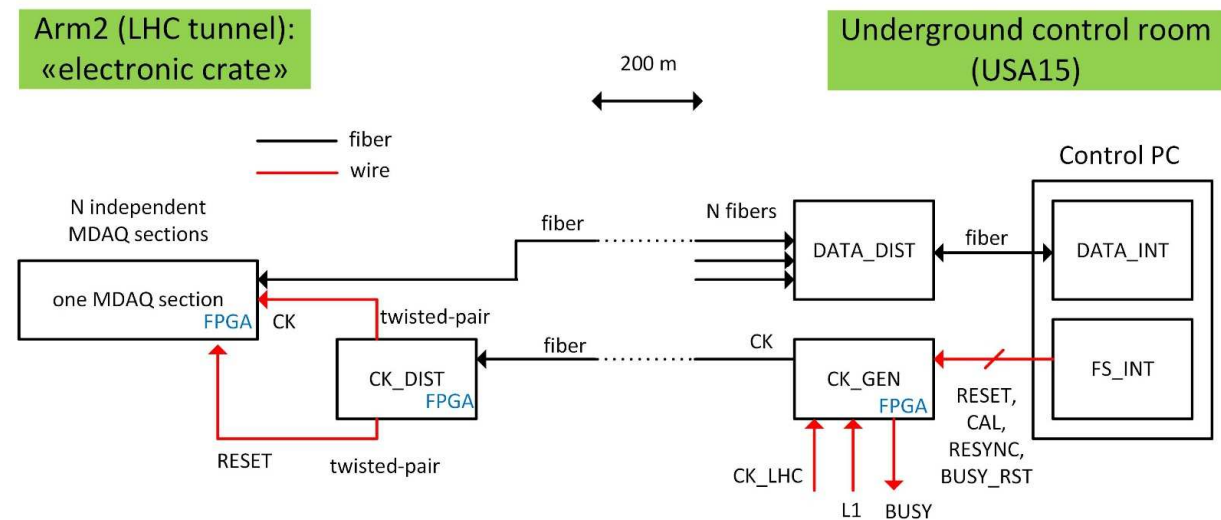 Arm2 (LHC tunnel):
«electronic crate»
200 m
Underground control room
(USA15)
fiber
wire
Control PC
N independent
MDAQ sections
fiber
N fibers
DATA_DIST
fiber
DATA_INT
one MDAQ section
FPGA
CK
twisted-pair
fiber
CK
CK_DIST
FPGA
CK_GEN
FPGA
FS_INT
RESET,
CAL,
RESYNC,
BUSY_RST
RESET
twisted-pair
CK_LHC
L1
BUSY